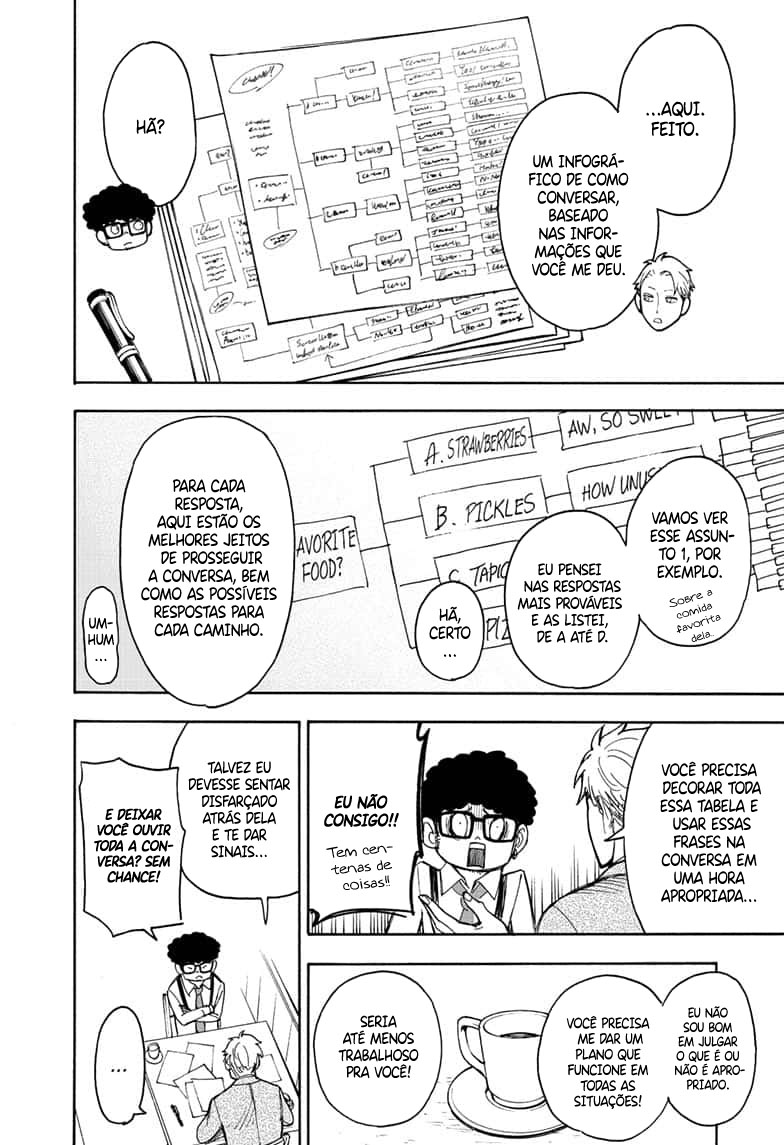 ...AQUI.
FEITO.
UM INFOGRÁ-
FICO DE COMO
CONVERSAR,
BASEADO
NAS INFOR-
MAÇÕES QUE
VOCÊ ME DEU.
HÃ?
VAMOS VER
ESSE ASSUN-
TO 1, POR
EXEMPLO.
Sobre a
comida
favorita
dela.
EU PENSEI
NAS RESPOSTAS
MAIS PROVÁVEIS
E AS LISTEI,
DE A ATÉ D.
HÃ,
CERTO
...
AVORITE
FOOD?
A. STRAWBERRIES
AW, SO SWEET
B. PICKLES
HOW UNUS
C. TAPIO
PIZ
PARA CADA
RESPOSTA,
AQUI ESTÃO OS
MELHORES JEITOS
DE PROSSEGUIR
A CONVERSA, BEM
COMO AS POSSÍVEIS
RESPOSTAS PARA
CADA CAMINHO.
UM-
HUM
...
VOCÊ PRECISA
DECORAR TODA
ESSA TABELA E
USAR ESSAS
FRASES NA
CONVERSA EM
UMA HORA
APROPRIADA...
EU NÃO
CONSIGO!!
Tem cen-
tenas de
coisas!!
EU NÃO
SOU BOM
EM JULGAR
O QUE É OU
NÃO É APRO-
PRIADO.
VOCÊ PRECISA
ME DAR UM
PLANO QUE
FUNCIONE EM
TODAS AS
SITUAÇÕES!
SERIA
ATÉ MENOS
TRABALHOSO
PRA VOCÊ!
TALVEZ EU
DEVESSE SENTAR
DISFARÇADO
ATRÁS DELA
E TE DAR
SINAIS...
E DEIXAR
VOCÊ OUVIR
TODA A CON-
VERSA? SEM
CHANCE!
...